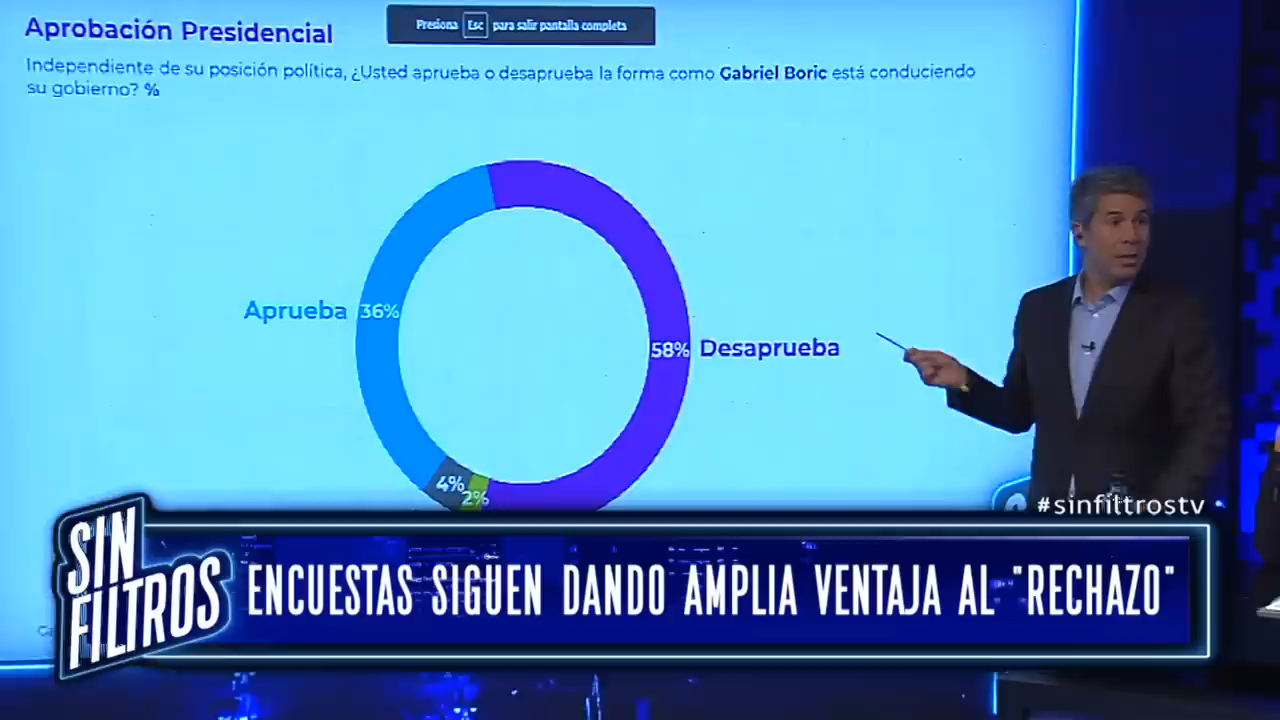 Aprobación Presidencial
Presiona Esc para salir pantalla completa
Independiente de su posición política, ¿Usted aprueba o desaprueba la forma como Gabriel Boric está conduciendo
su gobierno? %
Aprueba 36%
58% Desaprueba
4%
2%
#sinfiltrostv
SIN
FILTROS
ENCUESTAS SIGUEN DANDO AMPLIA VENTAJA AL "RECHAZO"